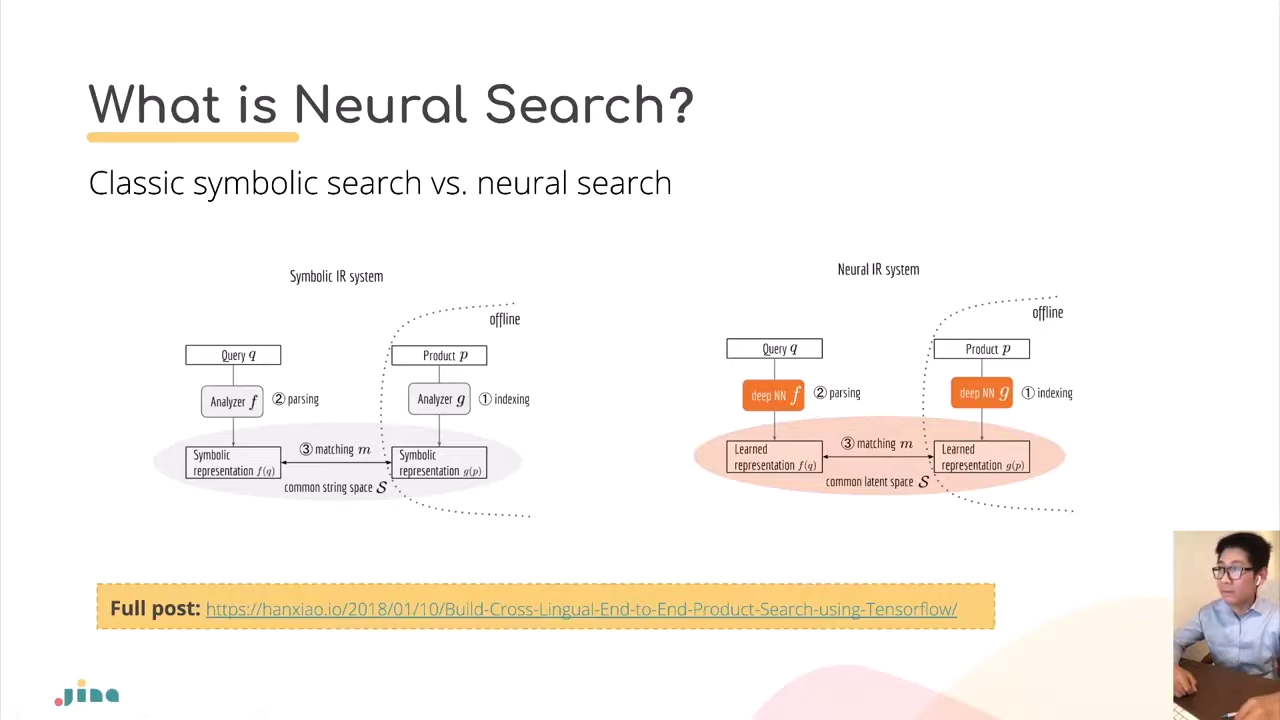 What is Neural Search?
Classic symbolic search vs. neural search
Symbolic IR system
offline
Query q
Product p
Analyzer f
② parsing
Analyzer g
① indexing
Symbolic
representation f(q)
③ matching m
Symbolic
representation g(p)
common string space S
Neural IR system
offline
Query q
Product p
deep NN f
② parsing
deep NN g
① indexing
Learned
representation f(q)
③ matching m
Learned
representation g(p)
common latent space S
Full post: https://hanxiao.io/2018/01/10/Build-Cross-Lingual-End-to-End-Product-Search-using-Tensorflow/
jina